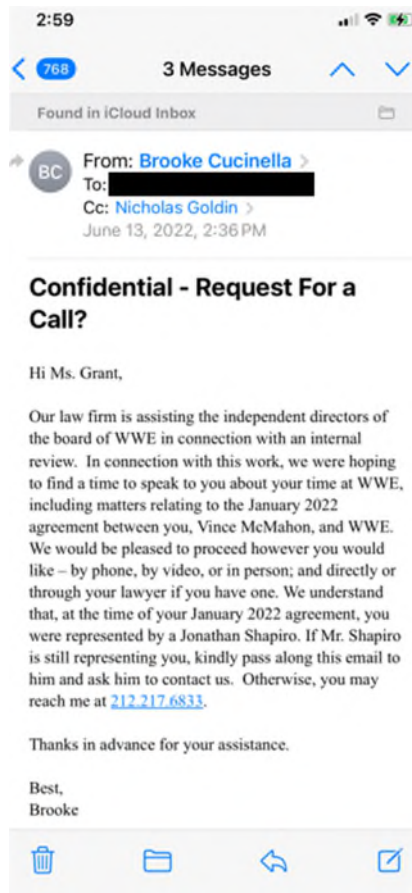 2:59
768
3 Messages
Found in iCloud Inbox
BC
From: Brooke Cucinella
To:
Cc: Nicholas Goldin
June 13, 2022, 2:36 PM
Confidential - Request For a
Call?
Hi Ms. Grant,
Our law firm is assisting the independent directors of
the board of WWE in connection with an internal
review.  In connection with this work, we were hoping
to find a time to speak to you about your time at WWE,
including matters relating to the January 2022
agreement between you, Vince McMahon, and WWE.
We would be pleased to proceed however you would
like – by phone, by video, or in person; and directly or
through your lawyer if you have one. We understand
that, at the time of your January 2022 agreement, you
were represented by a Jonathan Shapiro. If Mr. Shapiro
is still representing you, kindly pass along this email to
him and ask him to contact us.  Otherwise, you may
reach me at 212.217.6833.
Thanks in advance for your assistance.
Best,
Brooke